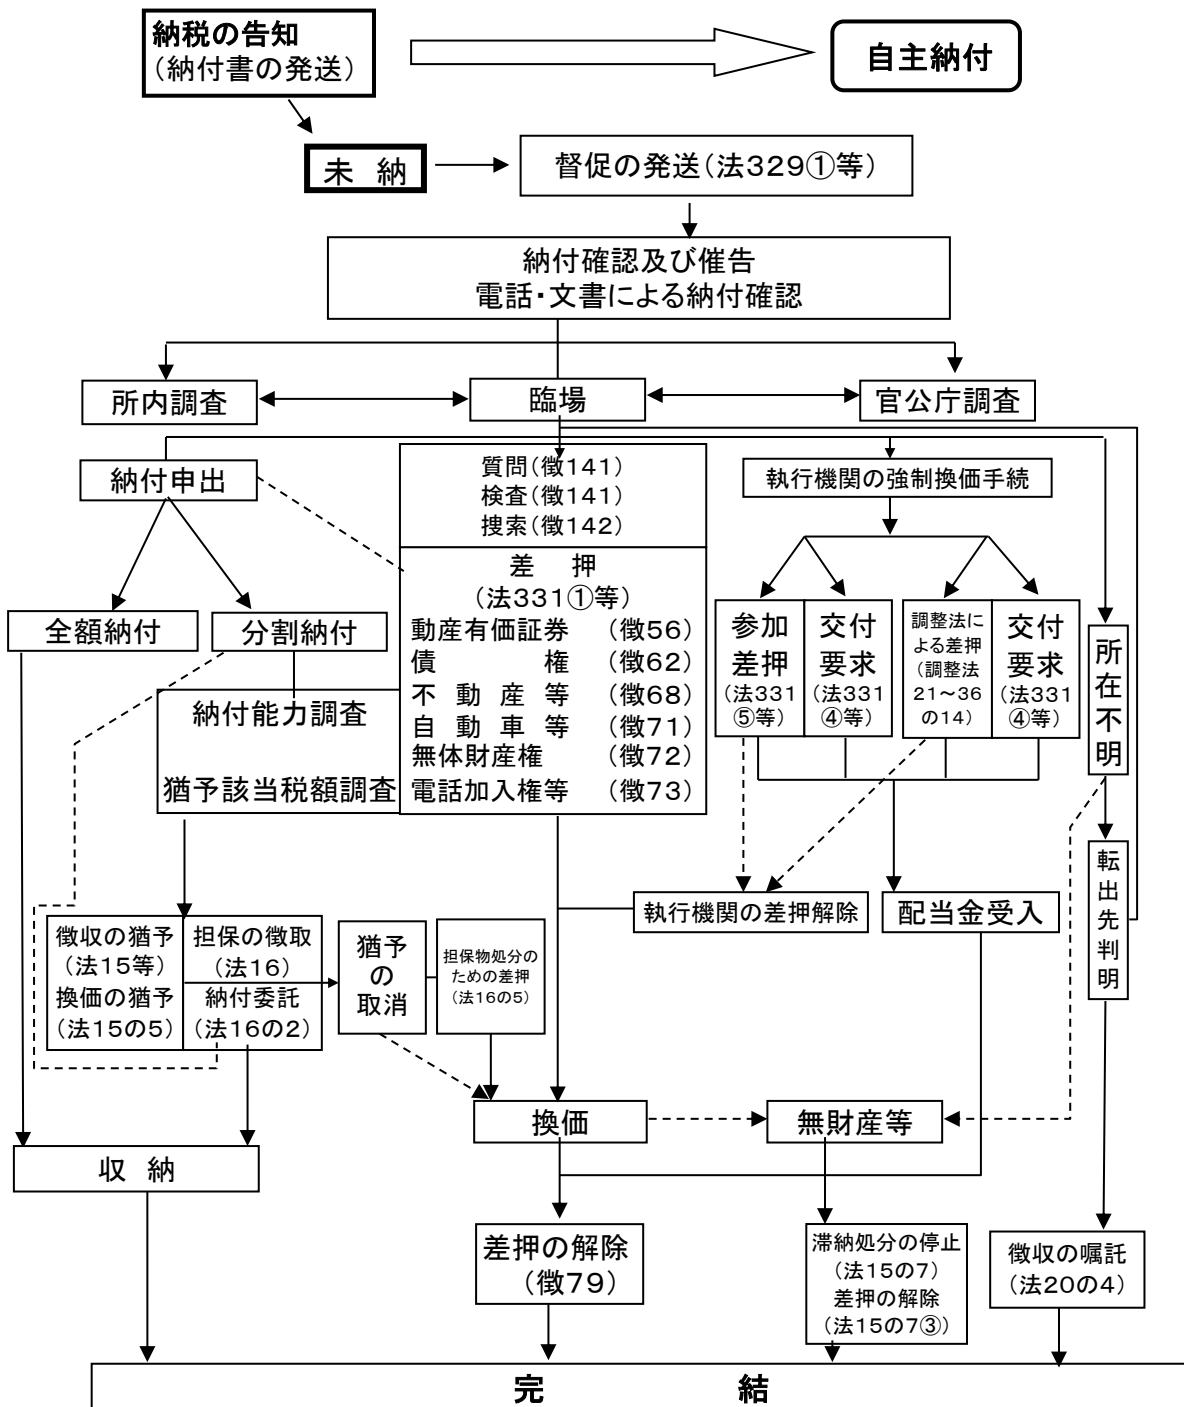 納税の告知
(納付書の発送)
自主納付
未 納
督促の発送(法329①等)
納付確認及び催告
電話・文書による納付確認
所内調査
臨場
官公庁調査
納付申出
質問(徴141)
検査(徴141)
捜索(徴142)
執行機関の強制換価手続
差 押
(法331①等)
動産有価証券 (徴56)
債 権 (徴62)
不 動 産 等 (徴68)
自 動 車 等 (徴71)
無体財産権 (徴72)
電話加入権等 (徴73)
全額納付
分割納付
参加
差押
(法331
⑤等)
交付
要求
(法331
④等)
調整法に
よる差押
(調整法
21~36
の14)
交付
要求
(法331
④等)
所在不明
納付能力調査
猶予該当税額調査
転出先判明
執行機関の差押解除
配当金受入
徴収の猶予
(法15等)
換価の猶予
(法15の5)
担保の徴取
(法16)
納付委託
(法16の2)
猶予
の
取消
担保物処分の
ための差押
(法16の5)
換価
無財産等
収 納
差押の解除
(徴79)
滞納処分の停止
(法15の7)
差押の解除
(法15の7③)
徴収の嘱託
(法20の4)
完 結